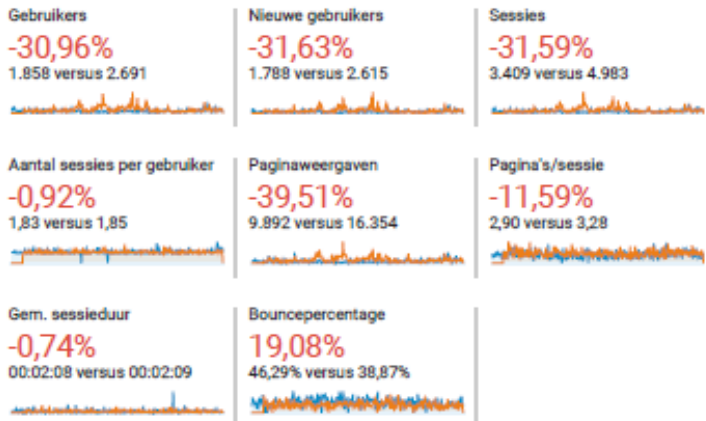 Gebruikers
-30,96%
1.858 versus 2.691
Nieuwe gebruikers
-31,63%
1.788 versus 2.615
Sessies
-31,59%
3.409 versus 4.983
Aantal sessies per gebruiker
-0,92%
1,83 versus 1,85
Paginaweergaven
-39,51%
9.892 versus 16.354
Pagina's/sessie
-11,59%
2,90 versus 3,28
Gem. sessieduur
-0,74%
00:02:08 versus 00:02:09
Bouncepercentage
19,08%
46,29% versus 38,87%